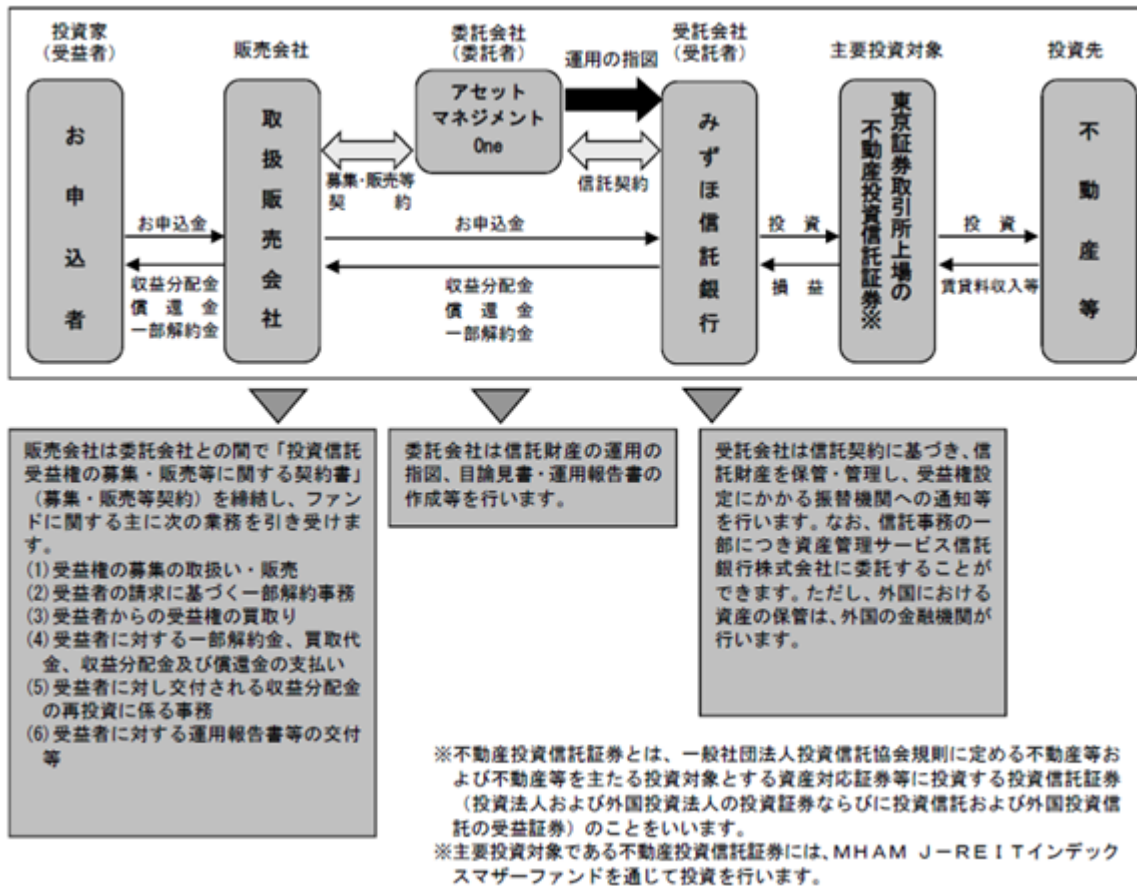 投資家
(受益者)
販売会社
委託会社
(委託者)
受託会社
(受託者)
主要投資対象
投資先
お申込者
取扱販売会社
アセット
マネジメント
One
運用の指図
みずほ信託銀行
東京証券取引所上場の
不動産投資信託証券※
不動産等
募集・販売等
契約
信託契約
お申込金
収益分配金
償還金
一部解約金
お申込金
収益分配金
償還金
一部解約金
投資
損益
投資
賃貸料収入等
販売会社は委託会社との間で「投資信託
受益権の募集・販売等に関する契約書」
(募集・販売等契約)を締結し、ファン
ドに関する主に次の業務を引き受けま
す。
(1)受益権の募集の取扱い・販売
(2)受益者の請求に基づく一部解約事務
(3)受益者からの受益権の買取り
(4)受益者に対する一部解約金、買取代
金、収益分配金及び償還金の支払い
(5)受益者に対し交付される収益分配金
の再投資に係る事務
(6)受益者に対する運用報告書等の交付
等
委託会社は信託財産の運用の
指図、目論見書・運用報告書の
作成等を行います。
受託会社は信託契約に基づき、信
託財産を保管・管理し、受益権設
定にかかる振替機関への通知等
を行います。なお、信託事務の一
部につき資産管理サービス信託
銀行株式会社に委託することが
できます。ただし、外国における
資産の保管は、外国の金融機関が
行います。
※不動産投資信託証券とは、一般社団法人投資信託協会規則に定める不動産等お
よび不動産等を主たる投資対象とする資産対応証券等に投資する投資信託証券
(投資法人および外国投資法人の投資証券ならびに投資信託および外国投資信
託の受益証券)のことをいいます。
※主要投資対象である不動産投資信託証券には、MHAM J-REITインデック
スマザーファンドを通じて投資を行います。